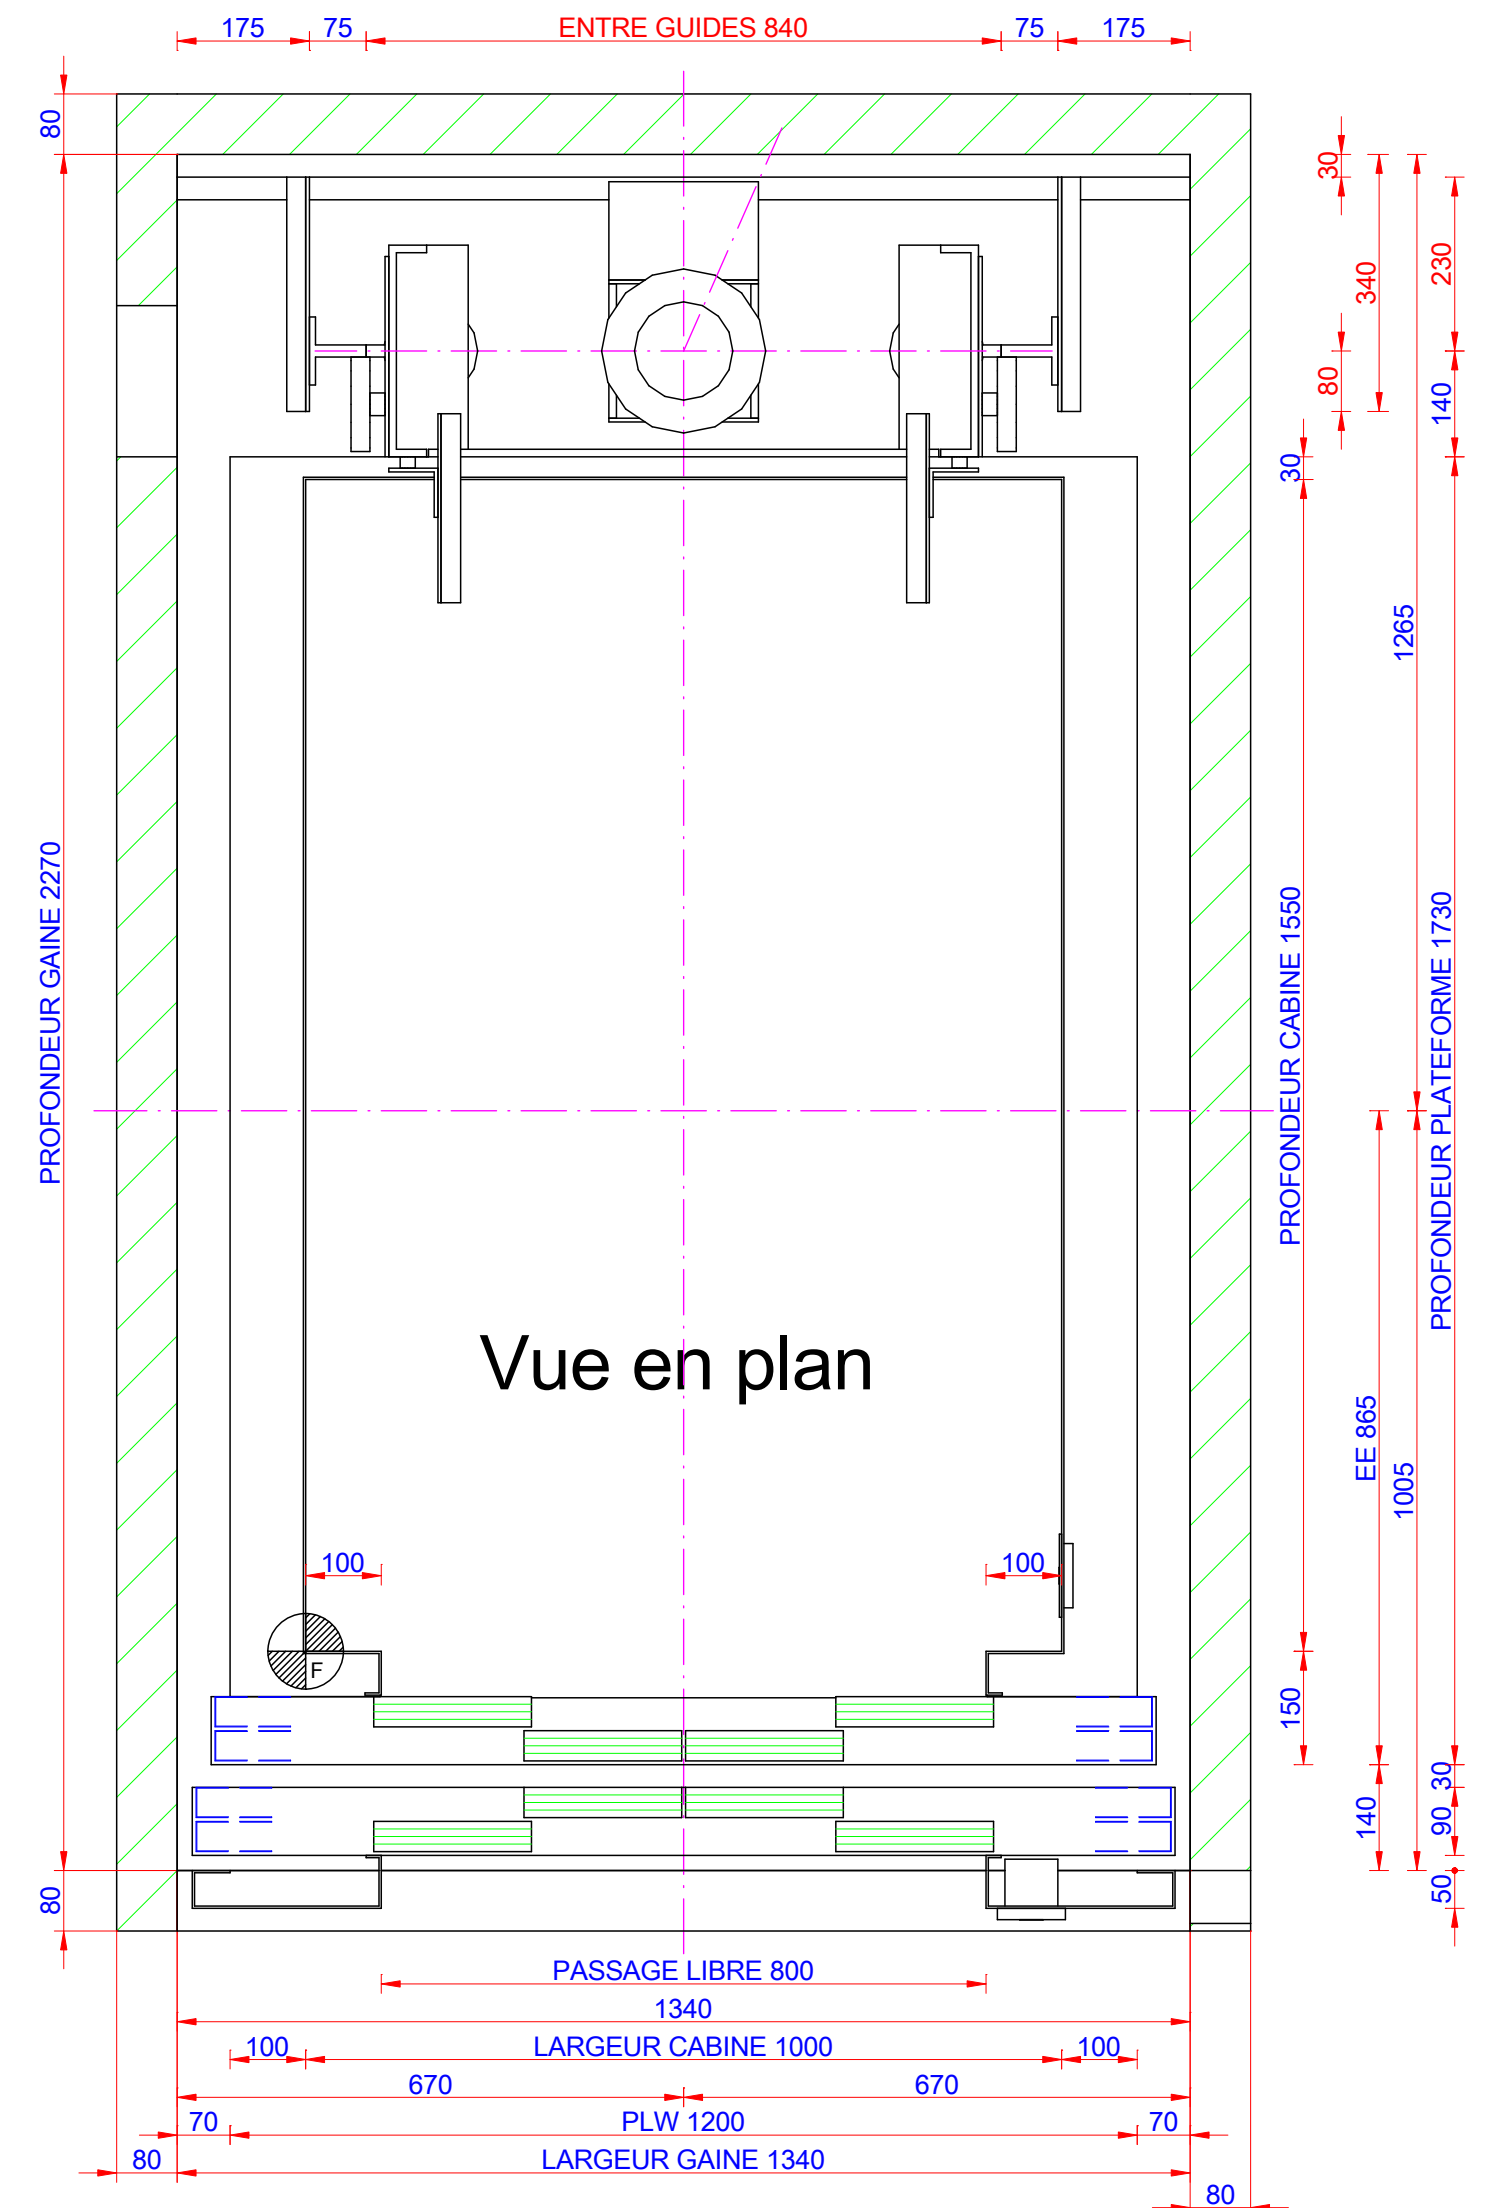 175 75 ENTRE GUIDES 840 75 175
80
30
340
230
80
140
30
1265
PROFONDEUR GAINE 2270
PROFONDEUR CABINE 1550
PROFONDEUR PLATEFORME 1730
Vue en plan
EE 865
1005
100 100
F
150
30
140
90
80
50
PASSAGE LIBRE 800
1340
100 LARGEUR CABINE 1000 100
670 670
70 PLW 1200 70
80 LARGEUR GAINE 1340
80